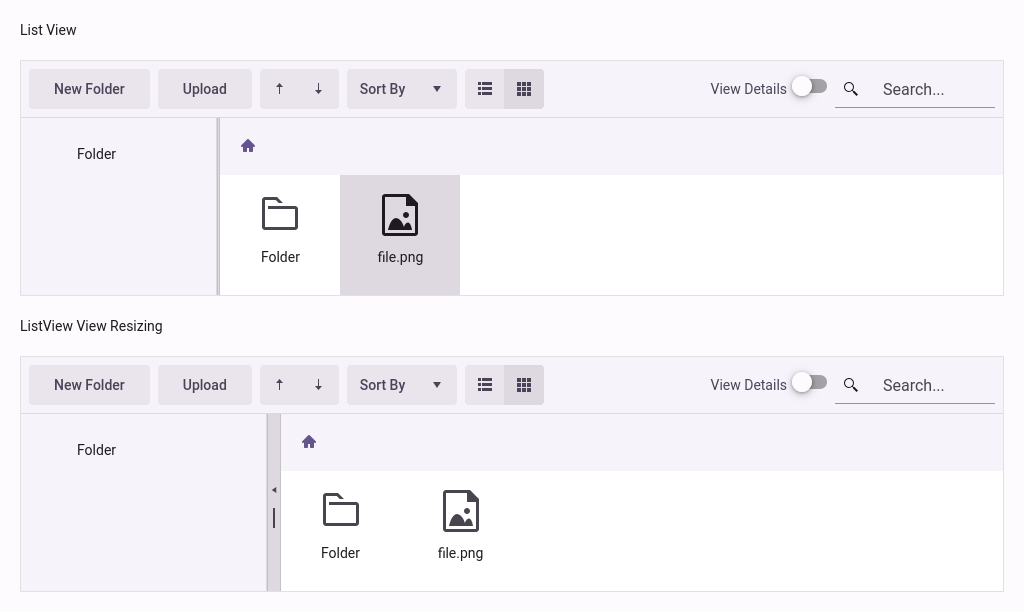 List View
New Folder Upload Sort By View Details Search...
Folder
Folder file.png
ListView View Resizing
New Folder Upload Sort By View Details Search...
Folder
Folder file.png